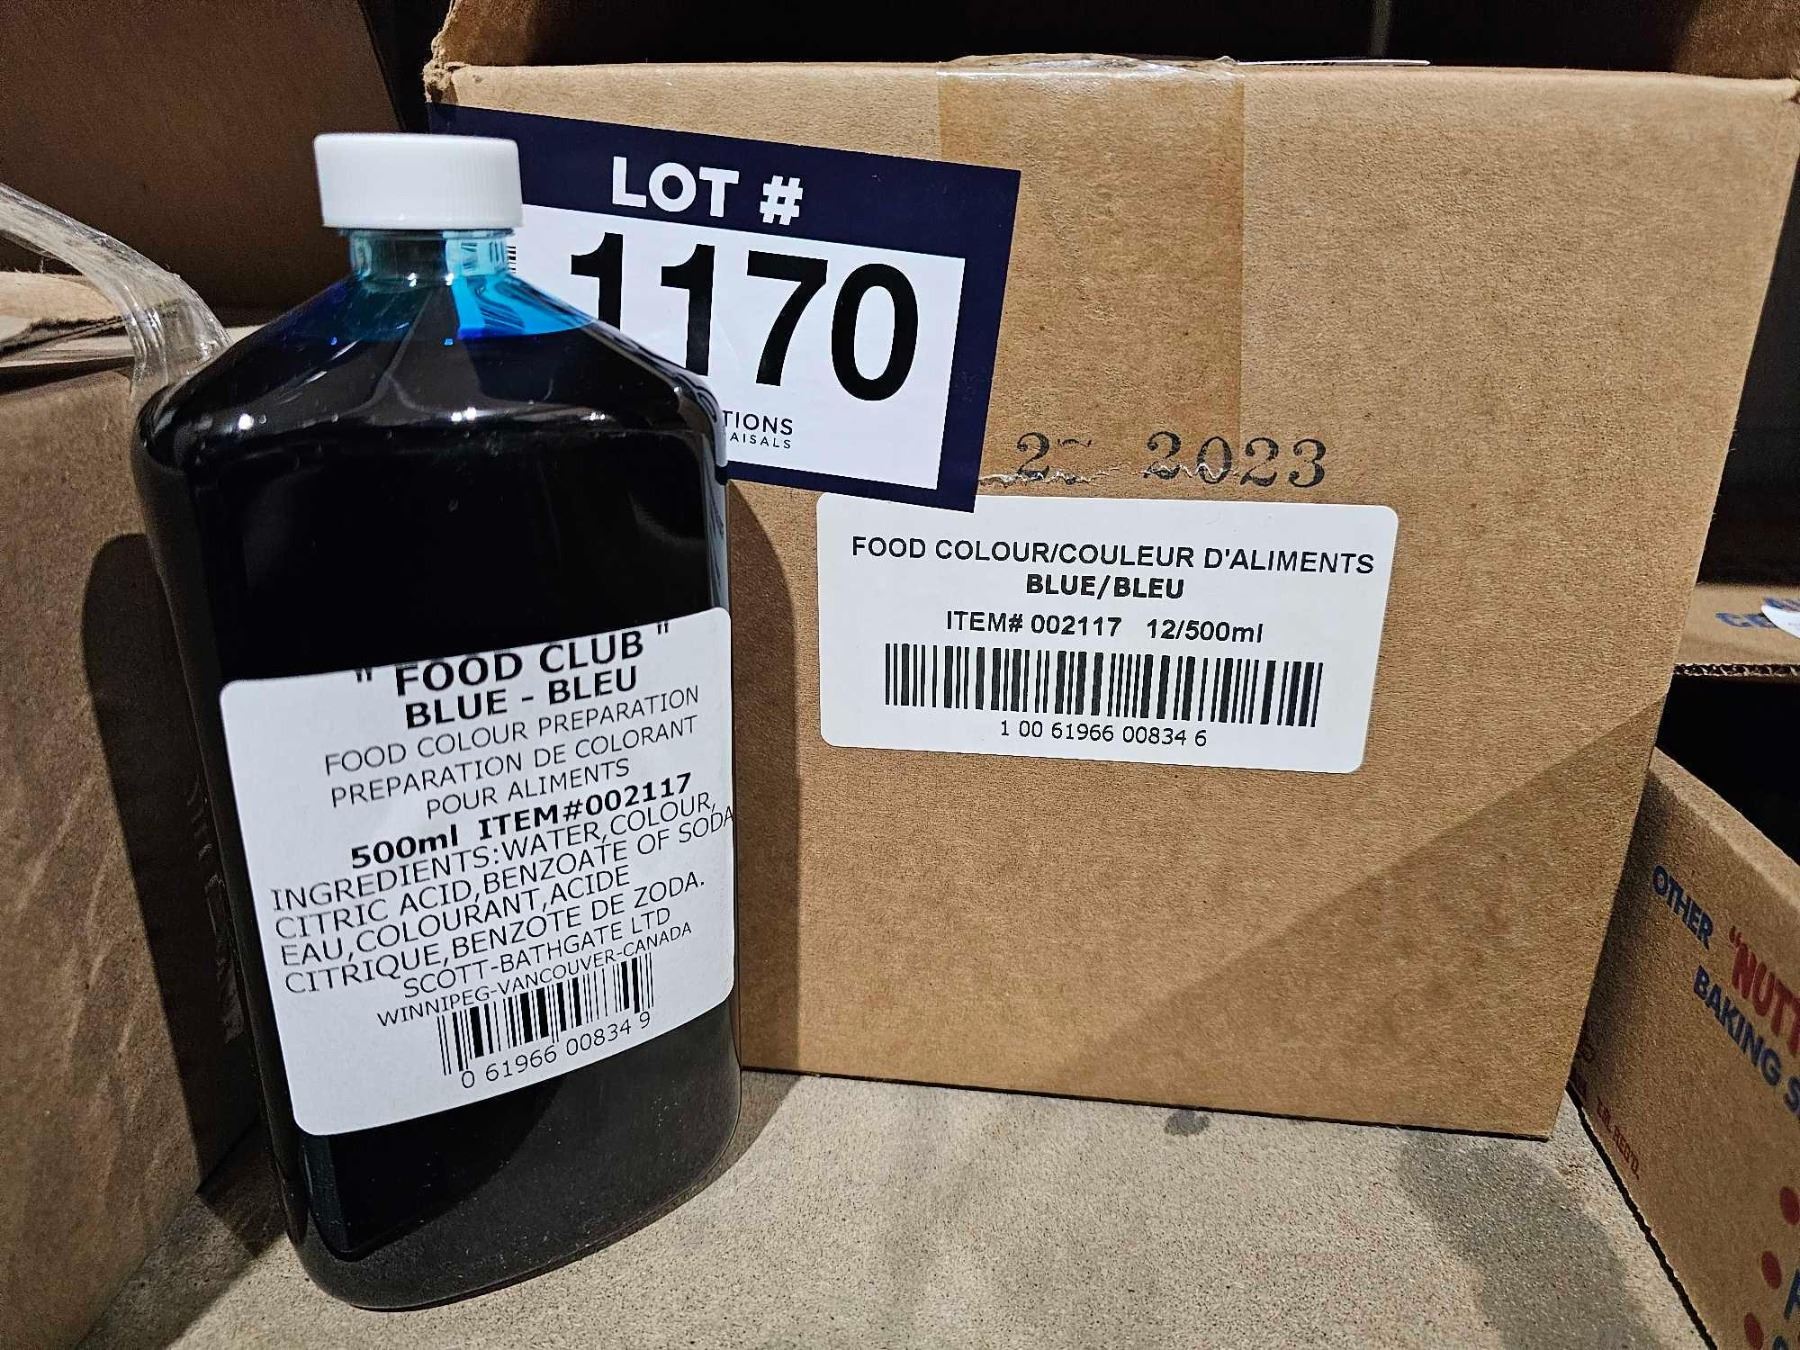 LOT #
1170
TIONS
AISALS
2 2023
FOOD COLOUR/COULEUR D'ALIMENTS
BLUE/BLEU
ITEM# 002117 12/500ml
1 00 61966 00834 6
" FOOD CLUB "
BLUE - BLEU
FOOD COLOUR PREPARATION
PREPARATION DE COLORANT
POUR ALIMENTS
500ml ITEM#002117
INGREDIENTS:WATER,COLOUR,
CITRIC ACID,BENZOATE OF SODA
EAU,COLOURANT,ACIDE
CITRIQUE,BENZOTE DE ZODA.
SCOTT-BATHGATE LTD
WINNIPEG-VANCOUVER-CANADA
0 61966 00834 9
OTHER "NUTT
BAKING S